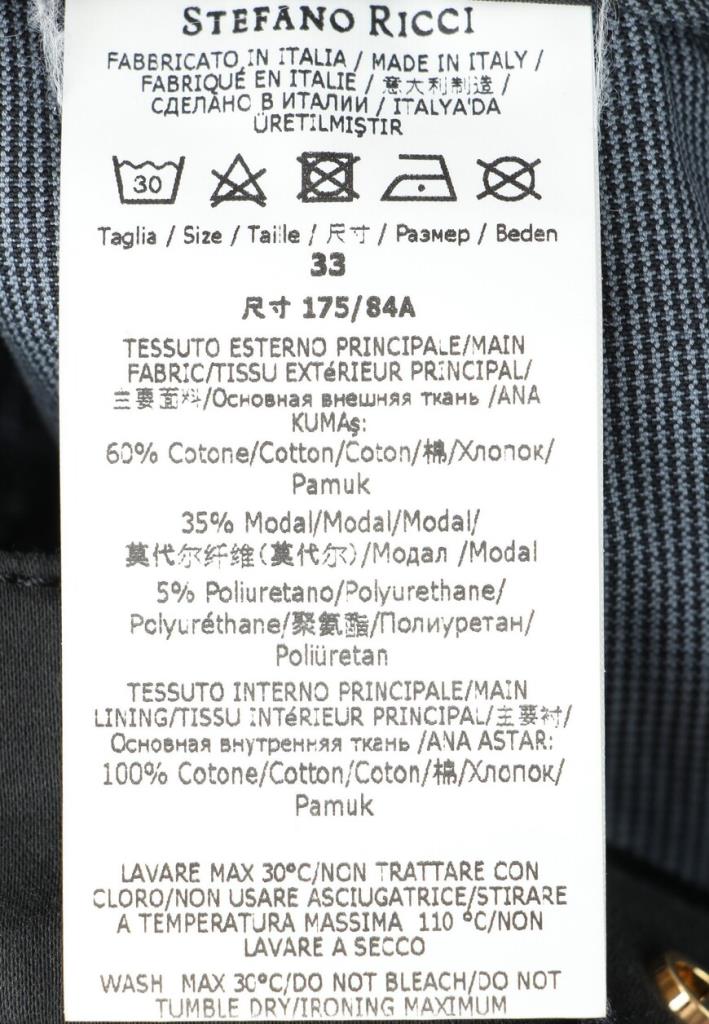 STEFANO RICCI
FABBRICATO IN ITALIA / MADE IN ITALY /
FABRIQUÉ EN ITALIE / 意大利制造 /
СДЕЛАНО В ИТАЛИИ / ITALYA'DA
ÜRETILMIŞTIR
30
Taglia / Size / Taille / 尺寸 / Размер / Beden
33
尺寸 175/84A
TESSUTO ESTERNO PRINCIPALE/MAIN
FABRIC/TISSU EXTéRIEUR PRINCIPAL/
主要面料/Основная внешняя ткань /ANA
KUMAş:
60% Cotone/Cotton/Coton/棉/Хлопок/
Pamuk
35% Modal/Modal/Modal/
莫代尔纤维(莫代尔)/Модал /Modal
5% Poliuretano/Polyurethane/
Polyuréthane/聚氨酯/Полиуретан/
Poliüretan
TESSUTO INTERNO PRINCIPALE/MAIN
LINING/TISSU INTéRIEUR PRINCIPAL/主要衬/
Основная внутренняя ткань /ANA ASTAR:
100% Cotone/Cotton/Coton/棉/Хлопок/
Pamuk
LAVARE MAX 30°C/NON TRATTARE CON
CLORO/NON USARE ASCIUGATRICE/STIRARE
A TEMPERATURA MASSIMA 110 °C/NON
LAVARE A SECCO
WASH MAX 30°C/DO NOT BLEACH/DO NOT
TUMBLE DRY/IRONING MAXIMUM